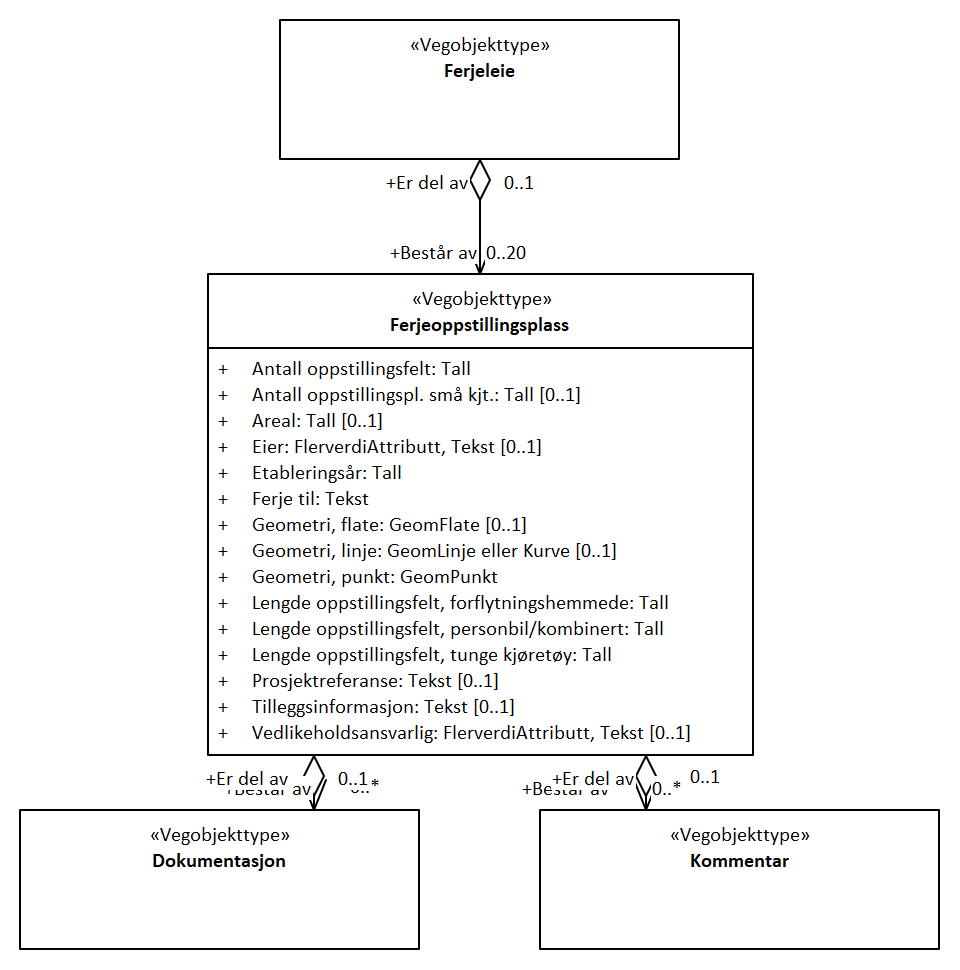 «Vegobjekttype»
Ferjeleie
+Er del av 0..1
+Består av 0..20
«Vegobjekttype»
Ferjeoppstillingsplass
+ Antall oppstillingsfelt: Tall
+ Antall oppstillingspl. små kjt.: Tall [0..1]
+ Areal: Tall [0..1]
+ Eier: FlerverdiAttributt, Tekst [0..1]
+ Etableringsår: Tall
+ Ferje til: Tekst
+ Geometri, flate: GeomFlate [0..1]
+ Geometri, linje: GeomLinje eller Kurve [0..1]
+ Geometri, punkt: GeomPunkt
+ Lengde oppstillingsfelt, forflytningshemmede: Tall
+ Lengde oppstillingsfelt, personbil/kombinert: Tall
+ Lengde oppstillingsfelt, tunge kjøretøy: Tall
+ Prosjektreferanse: Tekst [0..1]
+ Tilleggsinformasjon: Tekst [0..1]
+ Vedlikeholdsansvarlig: FlerverdiAttributt, Tekst [0..1]
+Er del av 0..1 +Er del av 0..1
+Består av 0..* +Består av 0..*
«Vegobjekttype» «Vegobjekttype»
Dokumentasjon Kommentar